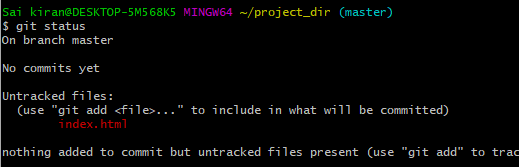 Sai kiran@DESKTOP-5M568K5 MINGW64 ~/project_dir (master)
$ git status
On branch master
No commits yet
Untracked files:
(use "git add <file>..." to include in what will be committed)
index.html
nothing added to commit but untracked files present (use "git add" to trac